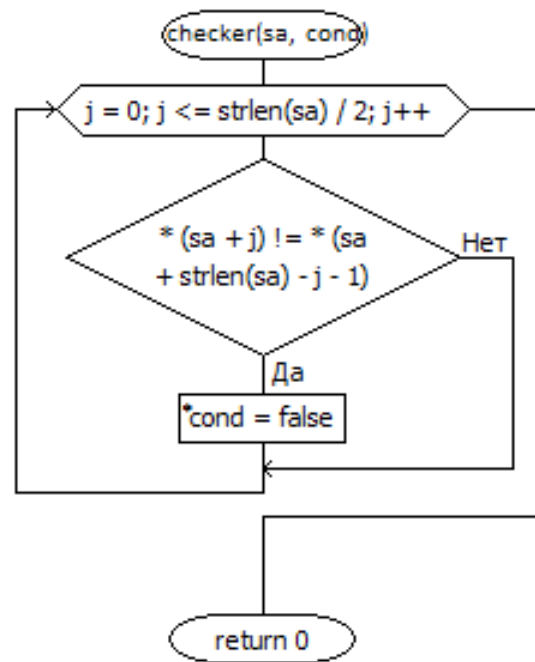 checker(sa, cond)
j = 0; j <= strlen(sa) / 2; j++
* (sa + j) != * (sa
+ strlen(sa) - j - 1)
Нет
Да
*cond = false
return 0